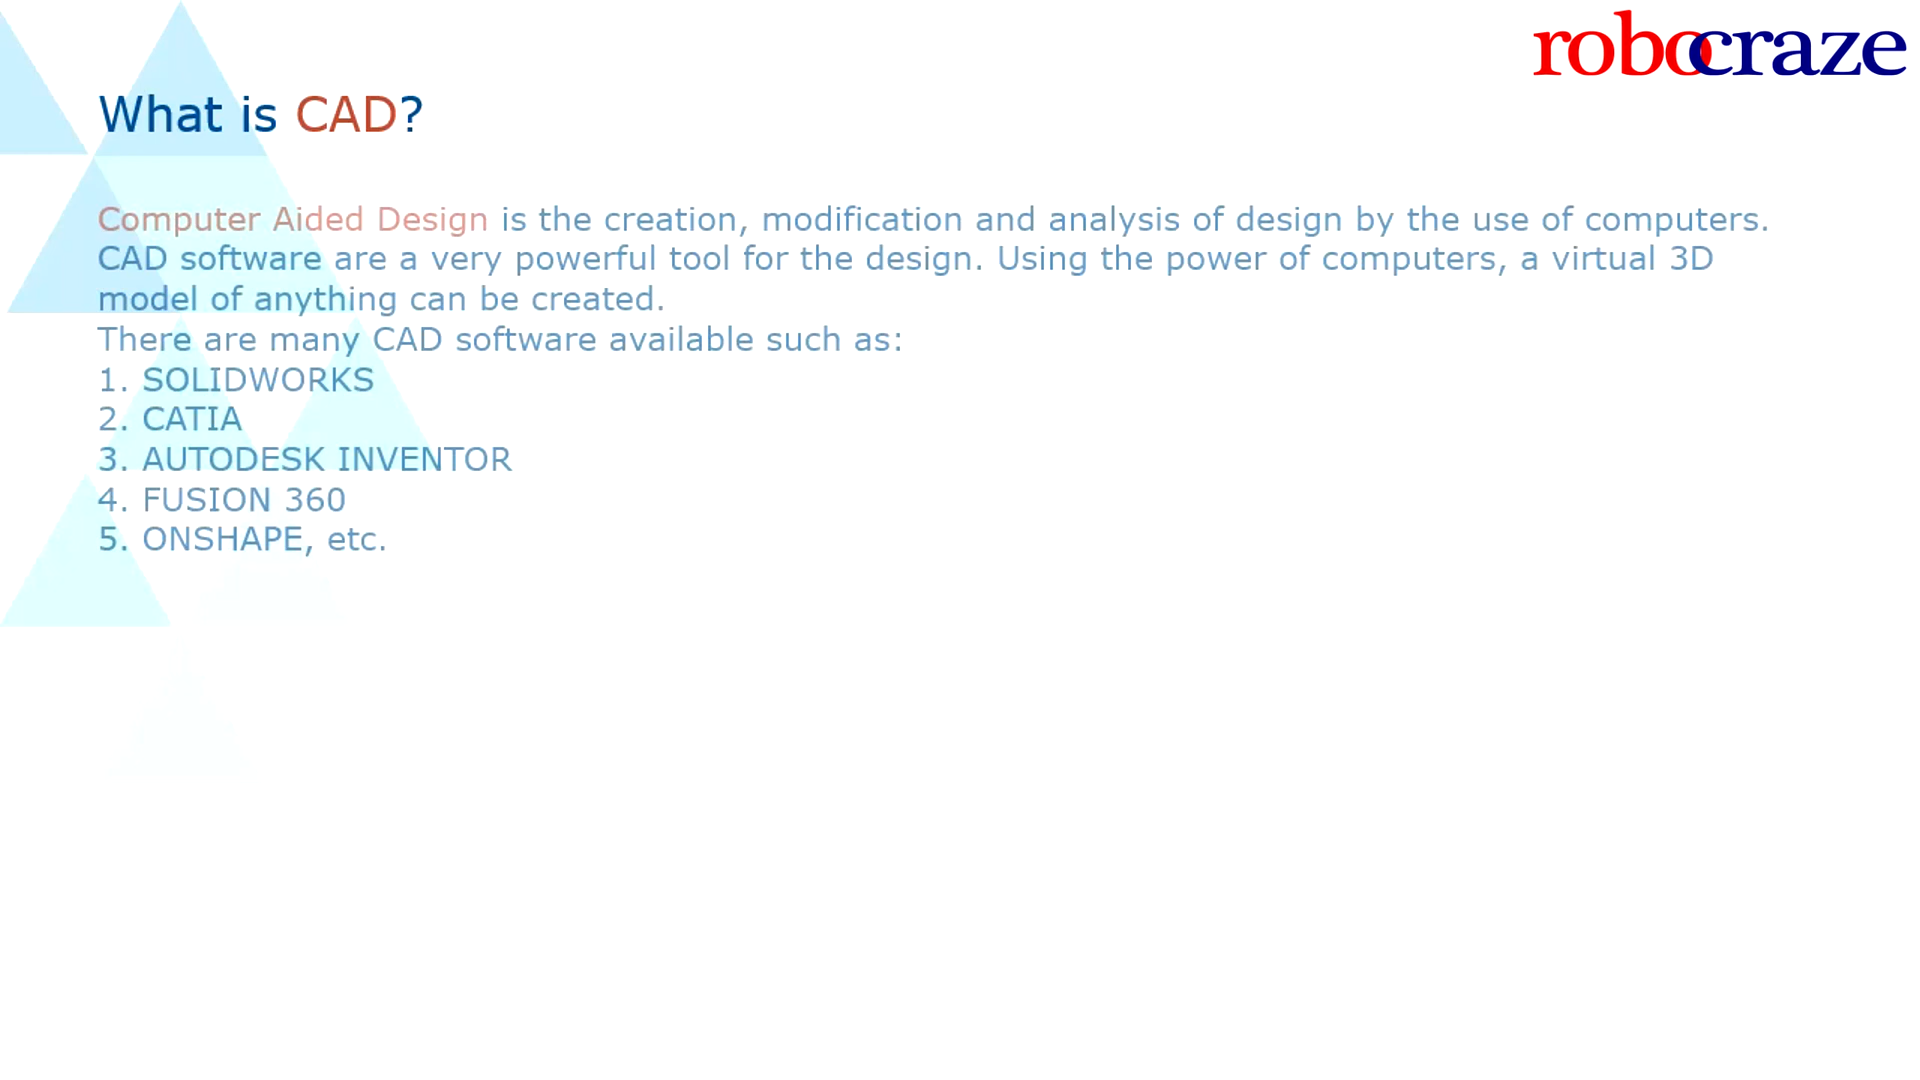 robocraze
What is CAD?
Computer Aided Design is the creation, modification and analysis of design by the use of computers.
CAD software are a very powerful tool for the design. Using the power of computers, a virtual 3D
model of anything can be created.
There are many CAD software available such as:
1. SOLIDWORKS
2. CATIA
3. AUTODESK INVENTOR
4. FUSION 360
5. ONSHAPE, etc.